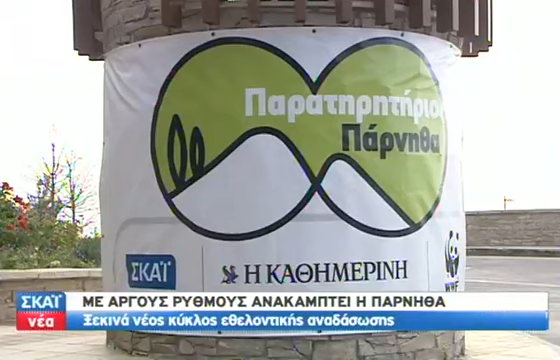 Παρατηρητήριο
Πάρνηθα
ΣΚΑΪ
Η ΚΑΘΗΜΕΡΙΝΗ
WWF
ΣΚΑΪ
νέα
ΜΕ ΑΡΓΟΥΣ ΡΥΘΜΟΥΣ ΑΝΑΚΑΜΠΤΕΙ Η ΠΑΡΝΗΘΑ
Ξεκινά νέος κύκλος εθελοντικής αναδάσωσης